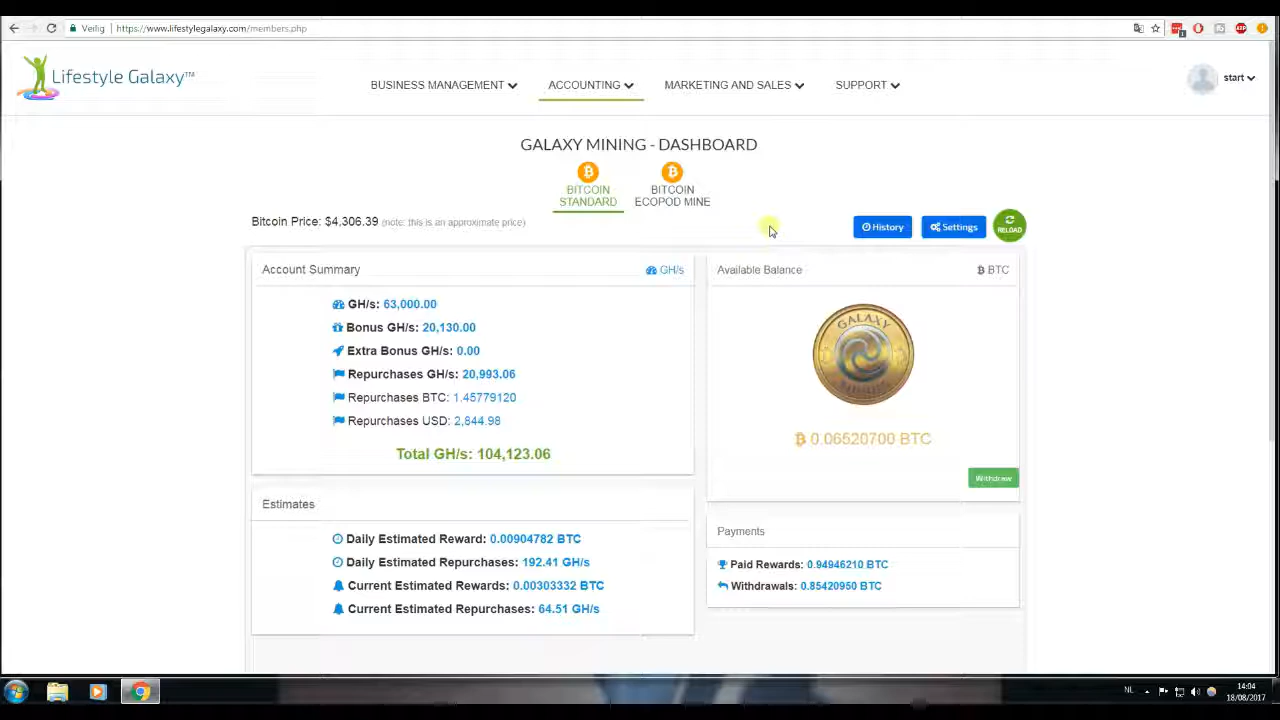 Verilig
https://www.lifestylegalaxy.com/members.php
Lifestyle Galaxy™
BUSINESS MANAGEMENT
ACCOUNTING
MARKETING AND SALES
SUPPORT
start
GALAXY MINING - DASHBOARD
BITCOIN
STANDARD
BITCOIN
ECOPOD MINE
Bitcoin Price: $4,306.39 (note: this is an approximate price)
History
Settings
RELOAD
Account Summary
GH/s
GH/s: 63,000.00
Bonus GH/s: 20,130.00
Extra Bonus GH/s: 0.00
Repurchases GH/s: 20,993.06
Repurchases BTC: 1.45779120
Repurchases USD: 2,844.98
Total GH/s: 104,123.06
Available Balance
BTC
GALAXY
0.06520700 BTC
Withdraw
Estimates
Daily Estimated Reward: 0.00904782 BTC
Daily Estimated Repurchases: 192.41 GH/s
Current Estimated Rewards: 0.00303332 BTC
Current Estimated Repurchases: 64.51 GH/s
Payments
Paid Rewards: 0.94946210 BTC
Withdrawals: 0.85420950 BTC
NL
14:04
18/08/2017